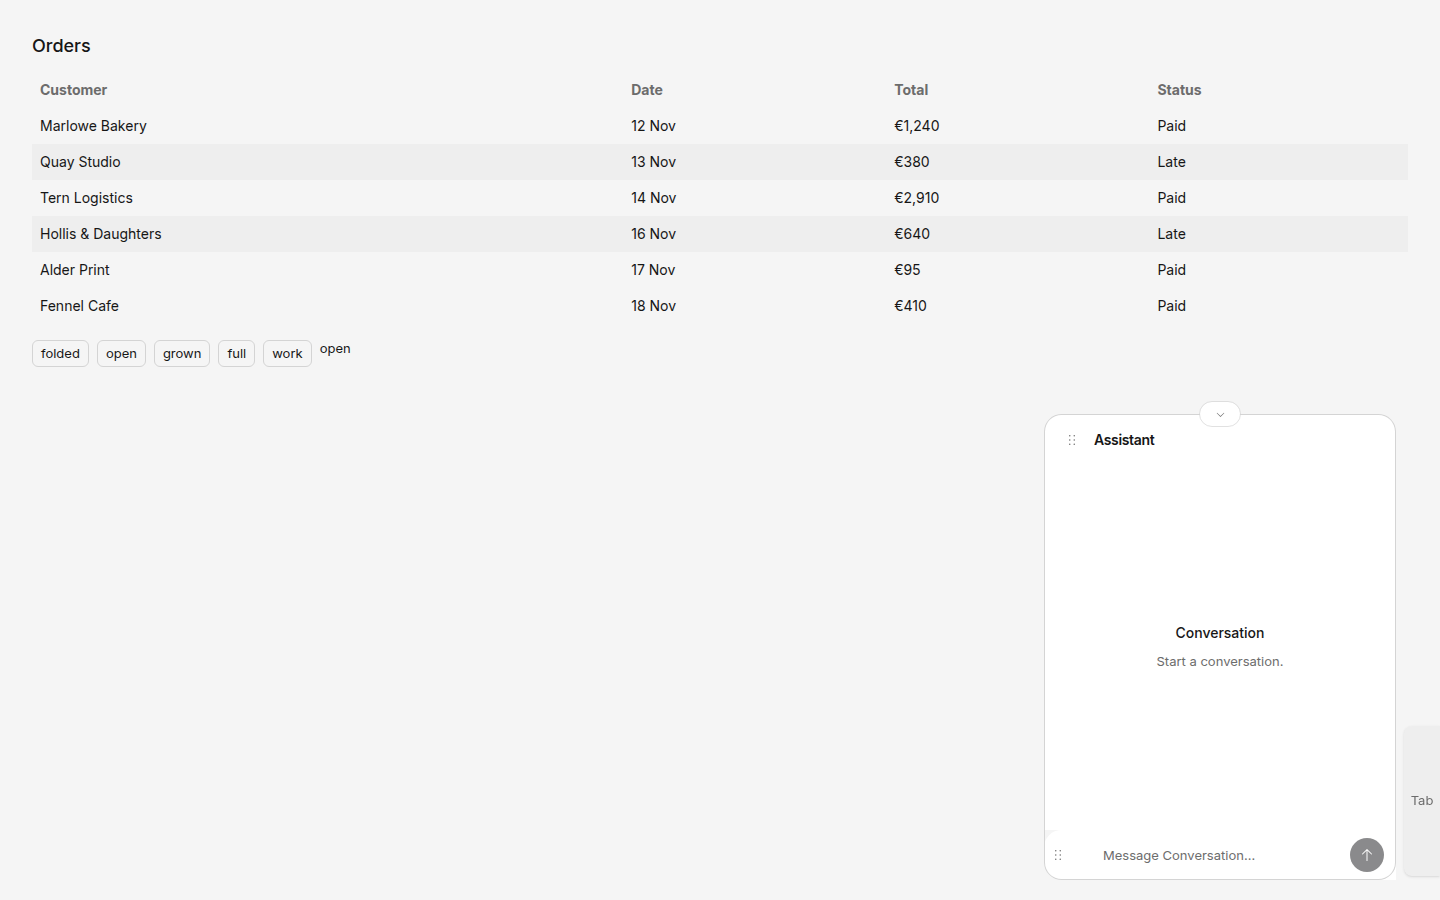 Orders
Customer Date Total Status
Marlowe Bakery 12 Nov €1,240 Paid
Quay Studio 13 Nov €380 Late
Tern Logistics 14 Nov €2,910 Paid
Hollis & Daughters 16 Nov €640 Late
Alder Print 17 Nov €95 Paid
Fennel Cafe 18 Nov €410 Paid
folded open grown full work open
Assistant
Conversation
Start a conversation.
Tab
Message Conversation...